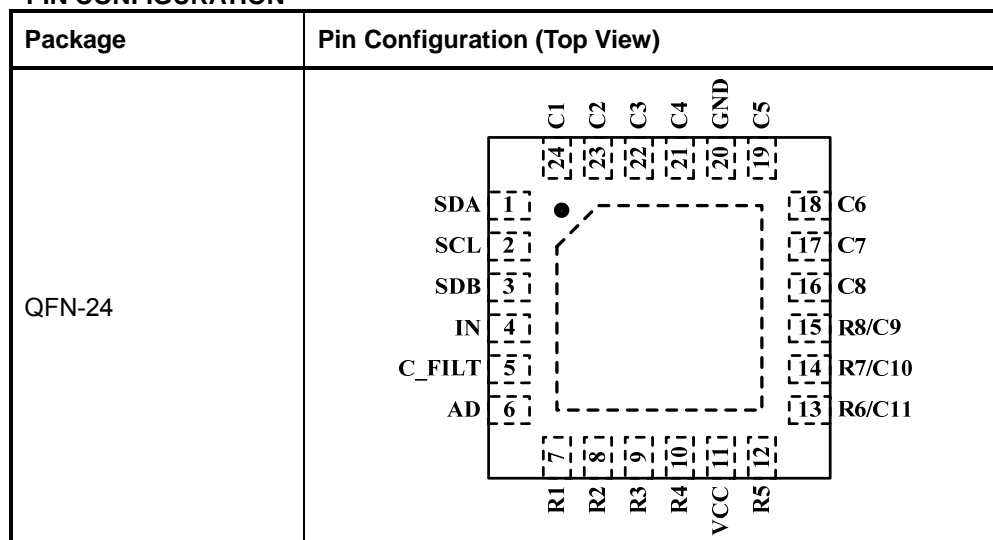 PIN CONFIGURATION
Package
Pin Configuration (Top View)
QFN-24
C1 C2 C3 C4 GND C5
24 23 22 21 20 19
SDA 1
SCL 2
SDB 3
IN 4
C_FILT 5
AD 6
18 C6
17 C7
16 C8
15 R8/C9
14 R7/C10
13 R6/C11
7 8 9 10 11 12
R1 R2 R3 R4 VCC R5